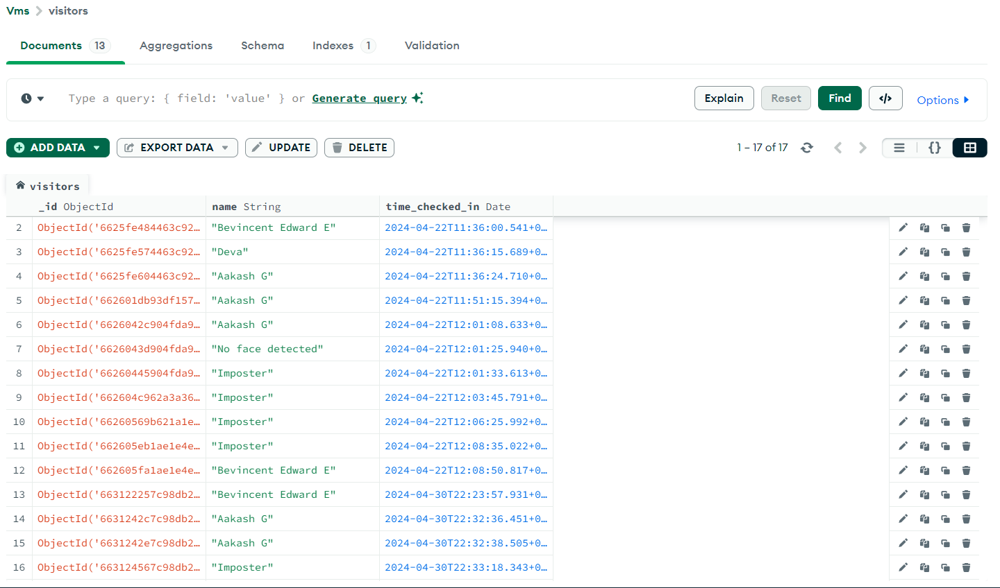 Vms > visitors
Documents 13 Aggregations Schema Indexes 1 Validation
Type a query: { field: 'value' } or Generate query Explain Reset Find </> Options
ADD DATA EXPORT DATA UPDATE DELETE 1 – 17 of 17 {}
visitors
_id ObjectId name String time_checked_in Date
2 ObjectId('6625fe484463c92… "Bevincent Edward E" 2024-04-22T11:36:00.541+0…
3 ObjectId('6625fe574463c92… "Deva" 2024-04-22T11:36:15.689+0…
4 ObjectId('6625fe604463c92… "Aakash G" 2024-04-22T11:36:24.710+0…
5 ObjectId('662601db93df157… "Aakash G" 2024-04-22T11:51:15.394+0…
6 ObjectId('6626042c904fda9… "Aakash G" 2024-04-22T12:01:08.633+0…
7 ObjectId('6626043d904fda9… "No face detected" 2024-04-22T12:01:25.940+0…
8 ObjectId('66260445904fda9… "Imposter" 2024-04-22T12:01:33.613+0…
9 ObjectId('662604c962a3a36… "Imposter" 2024-04-22T12:03:45.791+0…
10 ObjectId('66260569b621a1e… "Imposter" 2024-04-22T12:06:25.992+0…
11 ObjectId('662605eb1ae1e4e… "Imposter" 2024-04-22T12:08:35.022+0…
12 ObjectId('662605fa1ae1e4e… "Bevincent Edward E" 2024-04-22T12:08:50.817+0…
13 ObjectId('663122257c98db2… "Bevincent Edward E" 2024-04-30T22:23:57.931+0…
14 ObjectId('6631242c7c98db2… "Aakash G" 2024-04-30T22:32:36.451+0…
15 ObjectId('6631242e7c98db2… "Aakash G" 2024-04-30T22:32:38.505+0…
16 ObjectId('663124567c98db2… "Imposter" 2024-04-30T22:33:18.343+0…